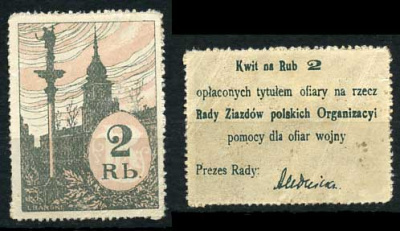 2
Rb.
Kwit na Rub 2
opłaconych tytułem ofiary na rzecz
Rady Zjazdów polskich Organizacyi
pomocy dla ofiar wojny
Prezes Rady: